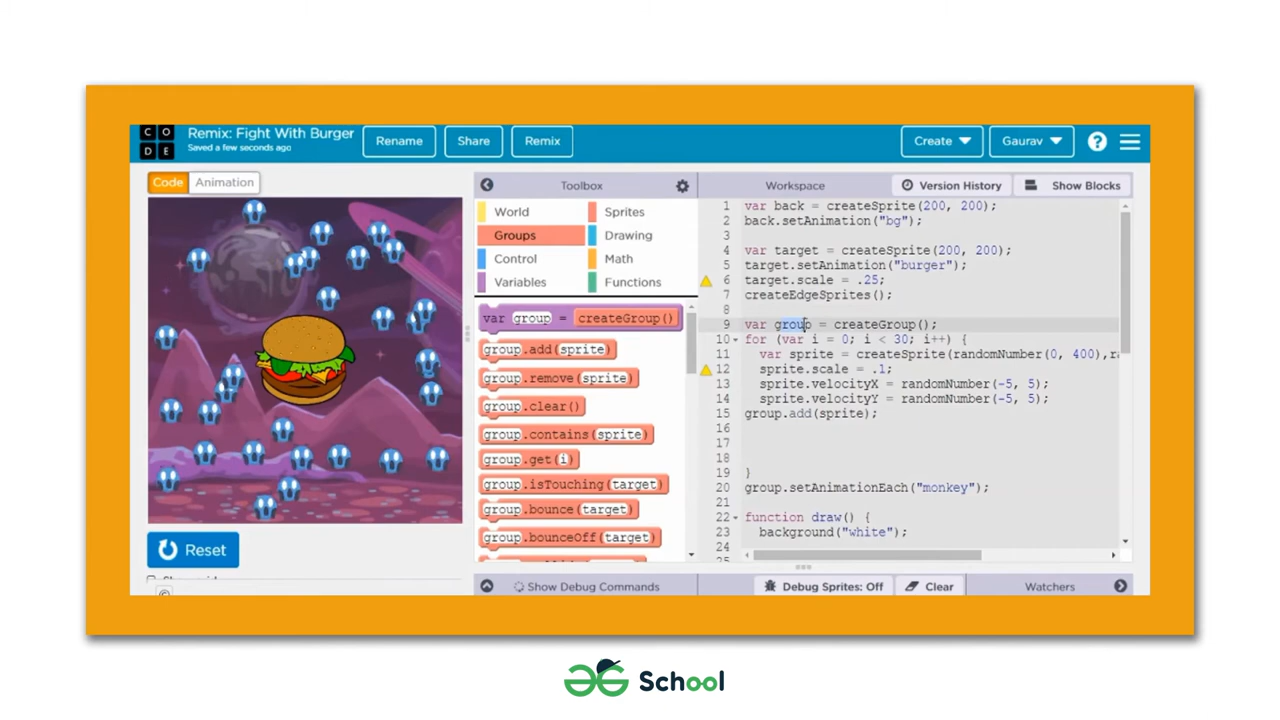 C O
D E
Remix: Fight With Burger
Saved a few seconds ago
Rename
Share
Remix
Create
Gaurav
?
Code
Animation
Toolbox
Workspace
Version History
Show Blocks
World
Sprites
Groups
Drawing
Control
Math
Variables
Functions
var group = createGroup()
group.add(sprite)
group.remove(sprite)
group.clear()
group.contains(sprite)
group.get(i)
group.isTouching(target)
group.bounce(target)
group.bounceOff(target)
1 var back = createSprite(200, 200);
2 back.setAnimation("bg");
3
4 var target = createSprite(200, 200);
5 target.setAnimation("burger");
6 target.scale = .25;
7 createEdgeSprites();
8
9 var group = createGroup();
10 for (var i = 0; i < 30; i++) {
11 var sprite = createSprite(randomNumber(0, 400),r
12 sprite.scale = .1;
13 sprite.velocityX = randomNumber(-5, 5);
14 sprite.velocityY = randomNumber(-5, 5);
15 group.add(sprite);
16
17
18
19 }
20 group.setAnimationEach("monkey");
21
22 function draw() {
23 background("white");
24
25
Reset
Show Debug Commands
Debug Sprites: Off
Clear
Watchers
School